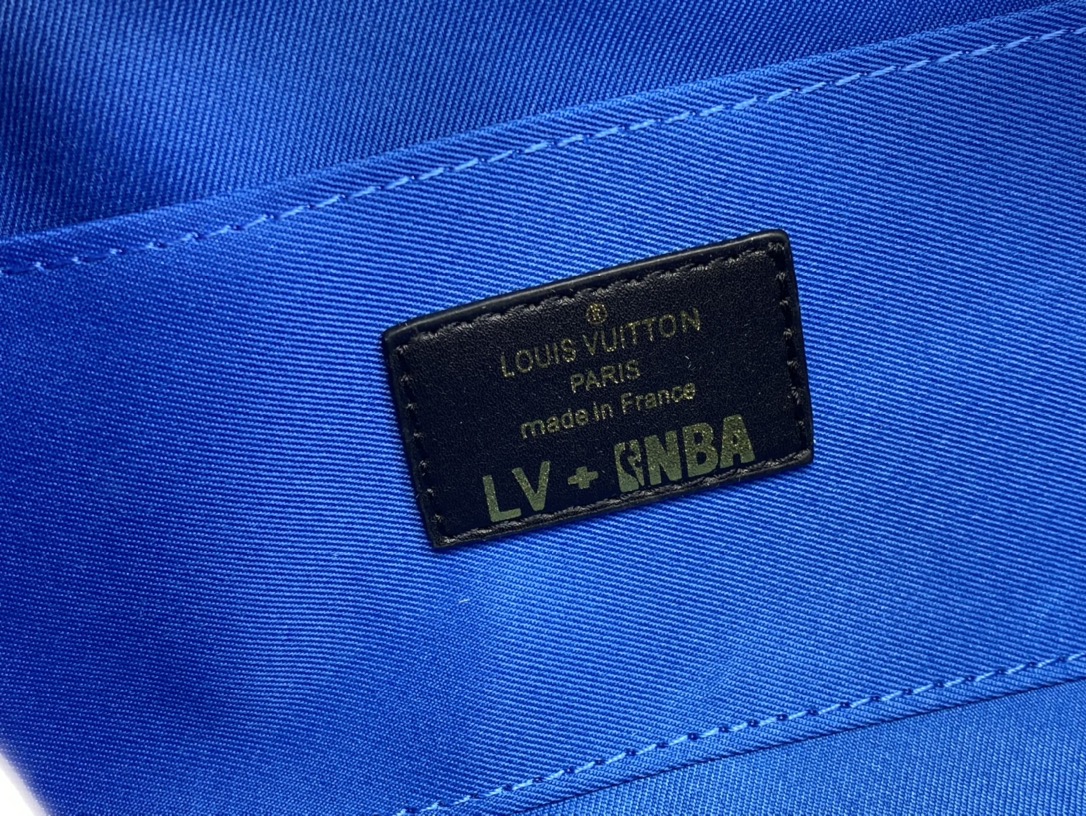 ®
LOUIS VUITTON
PARIS
made in France
LV + NBA